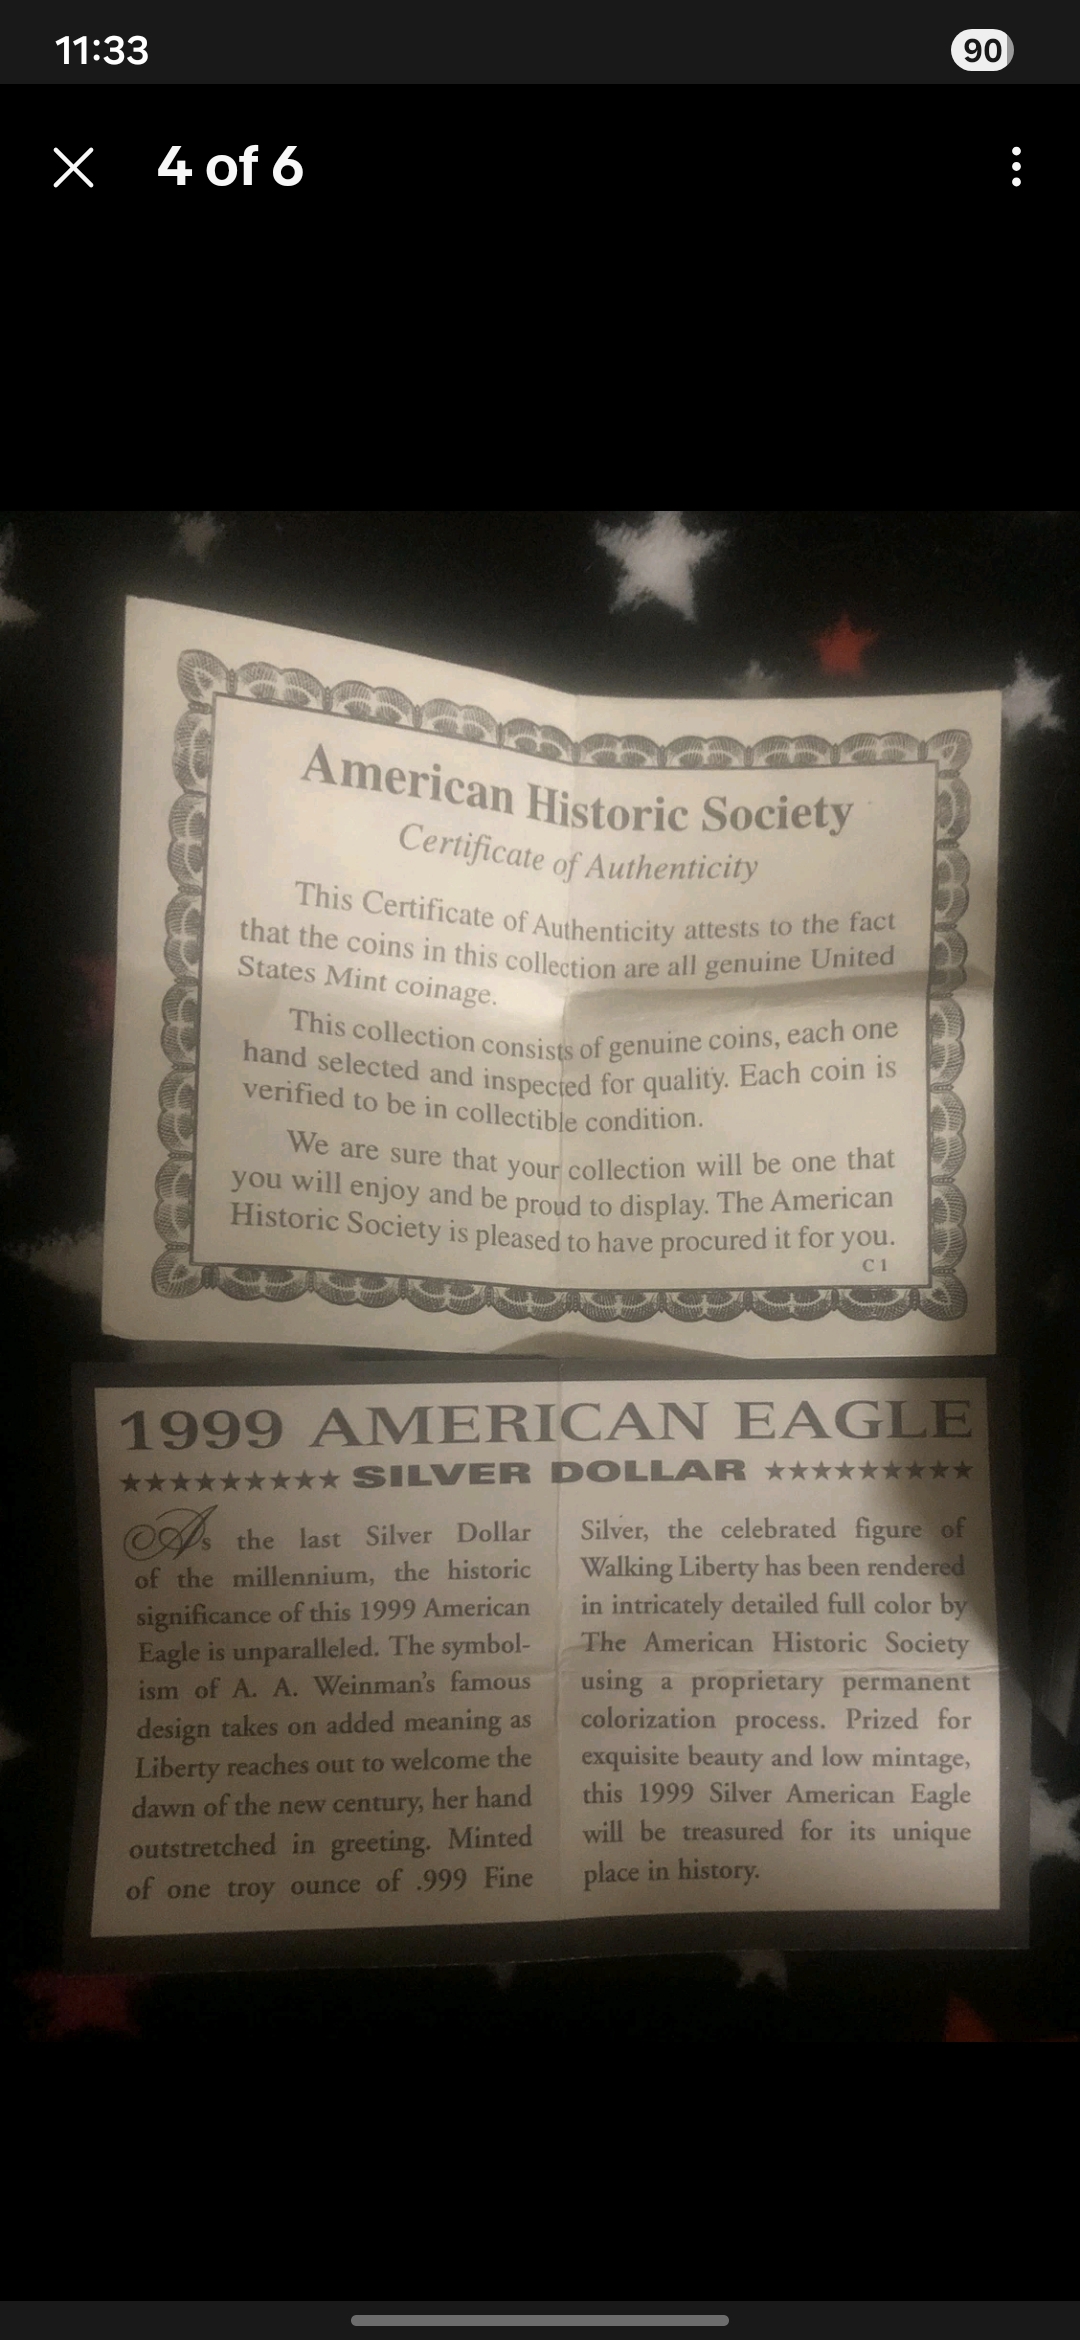 11:33
90
4 of 6
American Historic Society
Certificate of Authenticity
This Certificate of Authenticity attests to the fact
that the coins in this collection are all genuine United
States Mint coinage.
This collection consists of genuine coins, each one
hand selected and inspected for quality. Each coin is
verified to be in collectible condition.
We are sure that your collection will be one that
you will enjoy and be proud to display. The American
Historic Society is pleased to have procured it for you.
C1
1999 AMERICAN EAGLE
★★★★★★★★★ SILVER DOLLAR ★★★★★★★★★
As the last Silver Dollar
of the millennium, the historic
significance of this 1999 American
Eagle is unparalleled. The symbol-
ism of A. A. Weinman's famous
design takes on added meaning as
Liberty reaches out to welcome the
dawn of the new century, her hand
outstretched in greeting. Minted
of one troy ounce of .999 Fine
Silver, the celebrated figure of
Walking Liberty has been rendered
in intricately detailed full color by
The American Historic Society
using a proprietary permanent
colorization process. Prized for
exquisite beauty and low mintage,
this 1999 Silver American Eagle
will be treasured for its unique
place in history.